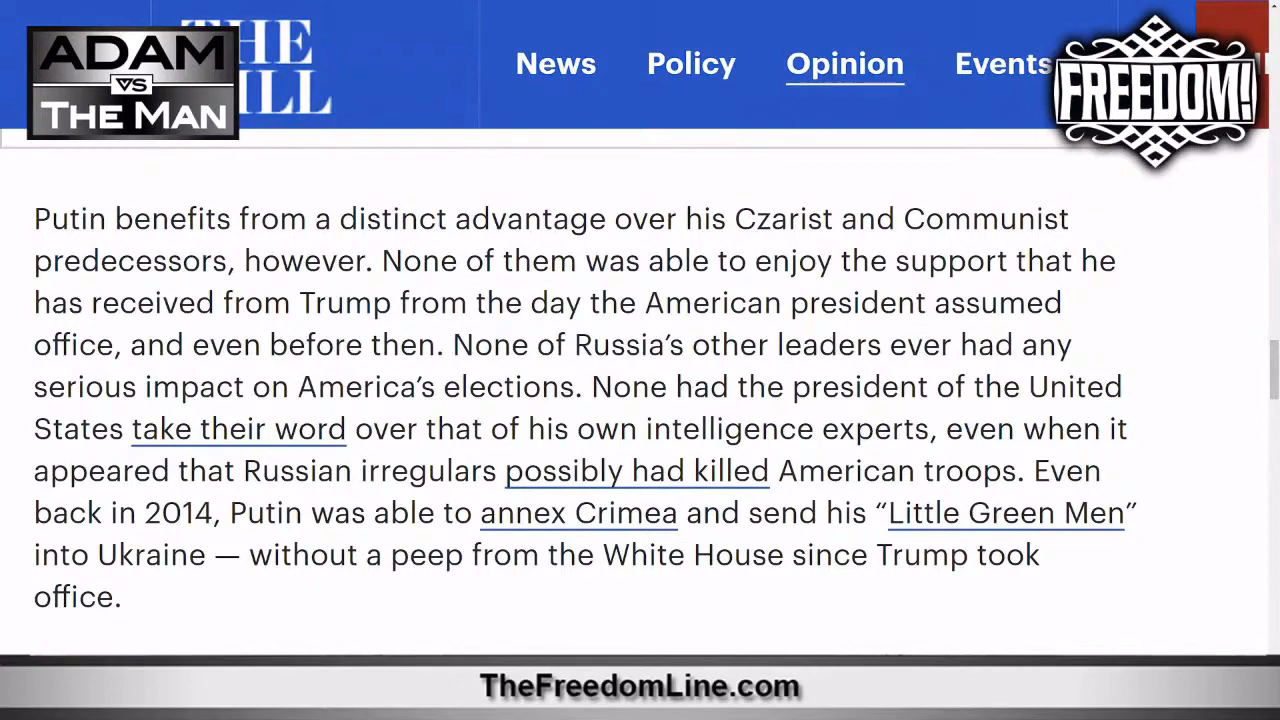 ADAM
VS
THE MAN
THE
HILL
News Policy Opinion Events
FREEDOM!
Putin benefits from a distinct advantage over his Czarist and Communist
predecessors, however. None of them was able to enjoy the support that he
has received from Trump from the day the American president assumed
office, and even before then. None of Russia’s other leaders ever had any
serious impact on America’s elections. None had the president of the United
States take their word over that of his own intelligence experts, even when it
appeared that Russian irregulars possibly had killed American troops. Even
back in 2014, Putin was able to annex Crimea and send his “Little Green Men”
into Ukraine — without a peep from the White House since Trump took
office.
TheFreedomLine.com